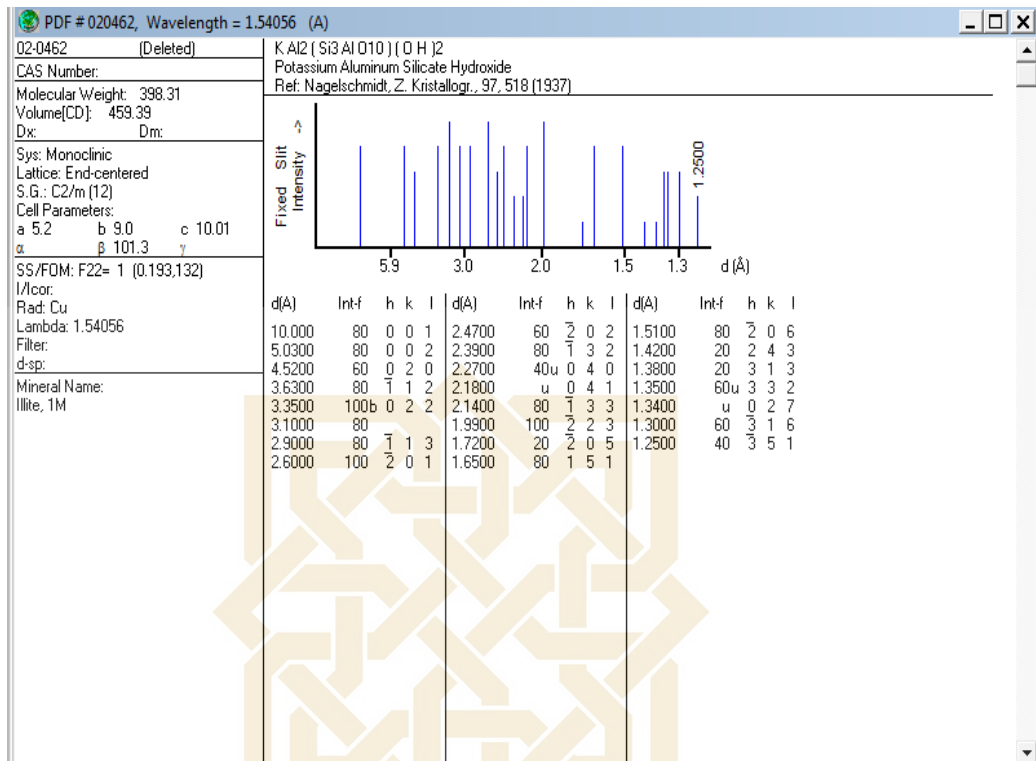 PDF # 020462, Wavelength = 1.54056 (A)
02-0462 (Deleted)
CAS Number:
Molecular Weight: 398.31
Volume[CD]: 459.39
Dx: Dm:
Sys: Monoclinic
Lattice: End-centered
S.G.: C2/m (12)
Cell Parameters:
a 5.2 b 9.0 c 10.01
α β 101.3 γ
SS/FOM: F22= 1 (0.193,132)
I/Icor:
Rad: Cu
Lambda: 1.54056
Filter:
d-sp:
Mineral Name:
Illite, 1M
K Al2 ( Si3 Al O10 ) ( O H )2
Potassium Aluminum Silicate Hydroxide
Ref: Nagelschmidt, Z. Kristallogr., 97, 518 (1937)
Fixed Slit
Intensity ->
1.2500
5.9 3.0 2.0 1.5 1.3 d (Å)
d(A) Int-f h k l d(A) Int-f h k l d(A) Int-f h k l
10.000 80 0 0 1 2.4700 60 2̅ 0 2 1.5100 80 2̅ 0 6
5.0300 80 0 0 2 2.3900 80 1̅ 3 2 1.4200 20 2 4 3
4.5200 60 0 2 0 2.2700 40u 0 4 0 1.3800 20 3 1 3
3.6300 80 1̅ 1 2 2.1800 u 0 4 1 1.3500 60u 3 3 2
3.3500 100b 0 2 2 2.1400 80 1̅ 3 3 1.3400 u 0 2 7
3.1000 80 1.9900 100 2̅ 2 3 1.3000 60 3̅ 1 6
2.9000 80 1̅ 1 3 1.7200 20 2̅ 0 5 1.2500 40 3̅ 5 1
2.6000 100 2̅ 0 1 1.6500 80 1 5 1